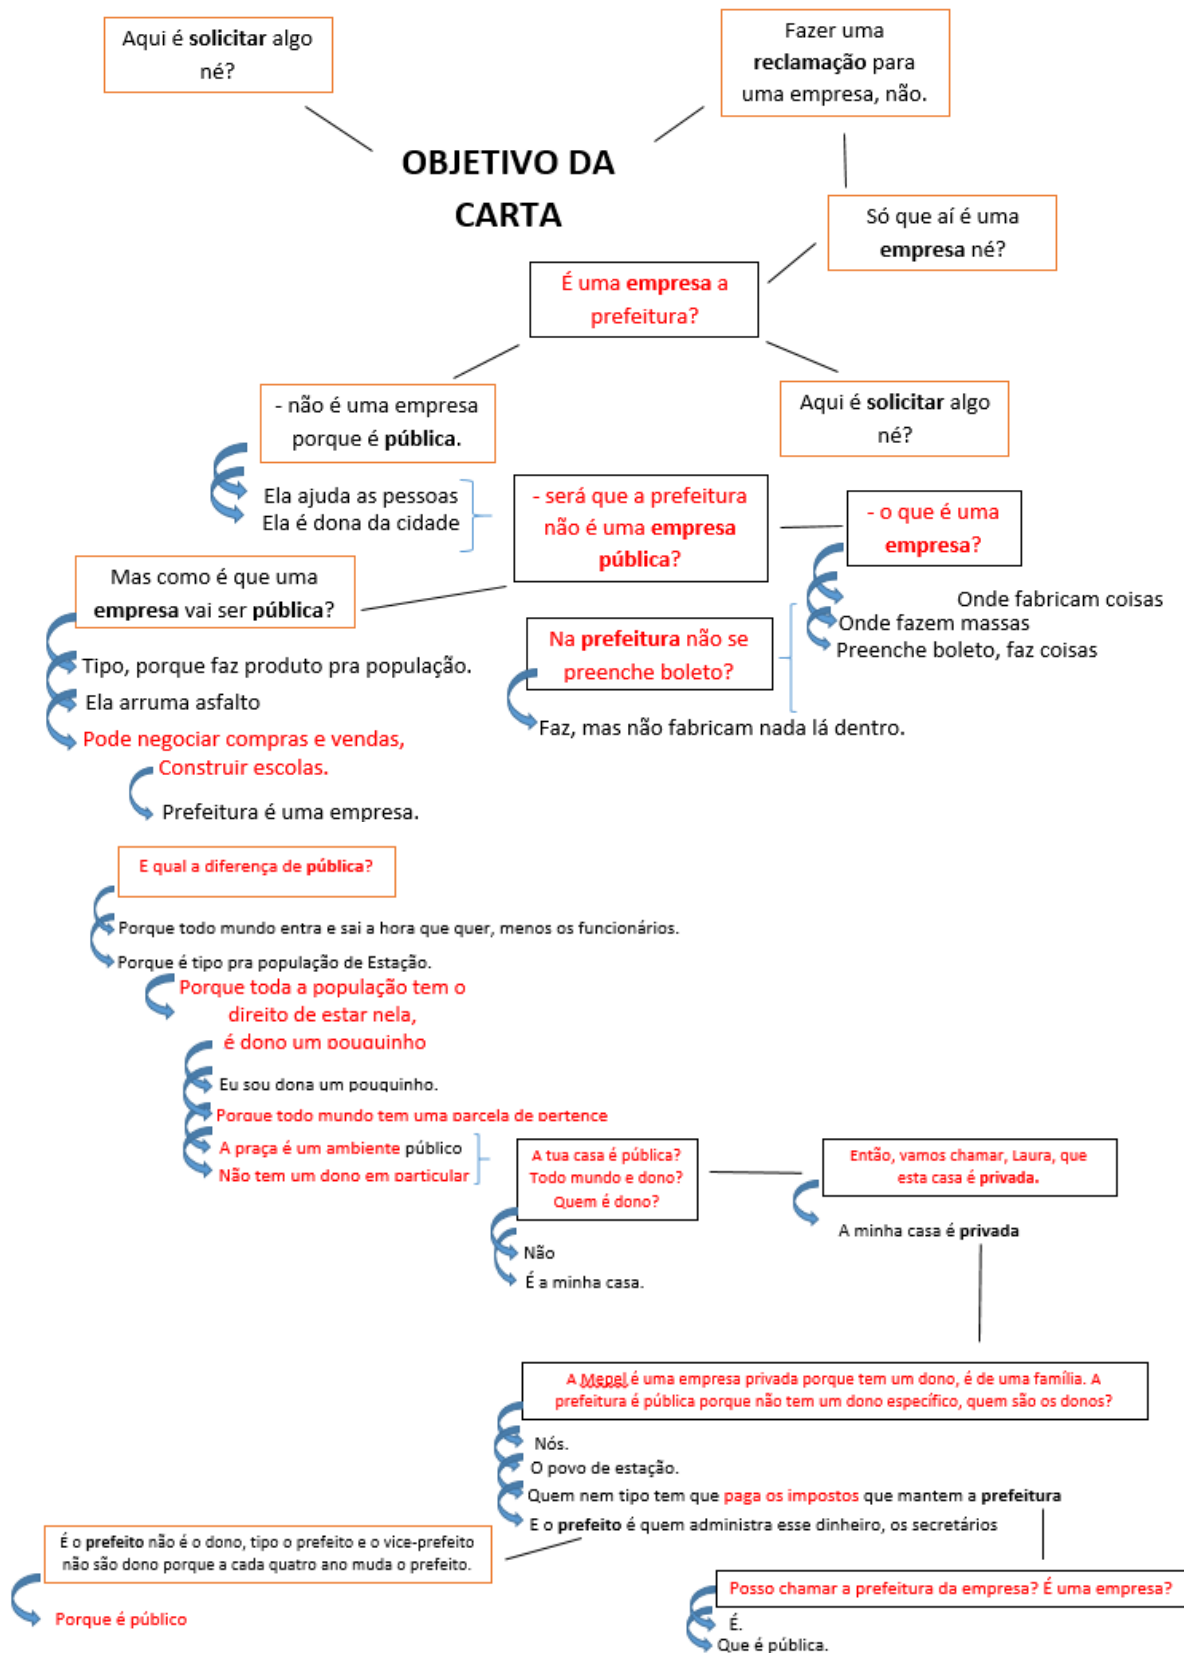 Aqui é solicitar algo
né?
Fazer uma
reclamação para
uma empresa, não.
OBJETIVO DA
CARTA
Só que aí é uma
empresa né?
É uma empresa a
prefeitura?
- não é uma empresa
porque é pública.
Aqui é solicitar algo
né?
Ela ajuda as pessoas
Ela é dona da cidade
- será que a prefeitura
não é uma empresa
pública?
- o que é uma
empresa?
Mas como é que uma
empresa vai ser pública?
Onde fabricam coisas
Onde fazem massas
Preenche boleto, faz coisas
Na prefeitura não se
preenche boleto?
Tipo, porque faz produto pra população.
Ela arruma asfalto
Faz, mas não fabricam nada lá dentro.
Pode negociar compras e vendas,
Construir escolas.
Prefeitura é uma empresa.
E qual a diferença de pública?
Porque todo mundo entra e sai a hora que quer, menos os funcionários.
Porque é tipo pra população de Estação.
Porque toda a população tem o
direito de estar nela,
é dono um pouquinho
Eu sou dona um pouquinho.
Porque todo mundo tem uma parcela de pertence
A praça é um ambiente público
Não tem um dono em particular
A tua casa é pública?
Todo mundo e dono?
Quem é dono?
Então, vamos chamar, Laura, que
esta casa é privada.
Não
É a minha casa.
A minha casa é privada
A Mepel é uma empresa privada porque tem um dono, é de uma família. A
prefeitura é pública porque não tem um dono específico, quem são os donos?
Nós.
O povo de estação.
Quem nem tipo tem que paga os impostos que mantem a prefeitura
E o prefeito é quem administra esse dinheiro, os secretários
É o prefeito não é o dono, tipo o prefeito e o vice-prefeito
não são dono porque a cada quatro ano muda o prefeito.
Porque é público
Posso chamar a prefeitura da empresa? É uma empresa?
É.
Que é pública.